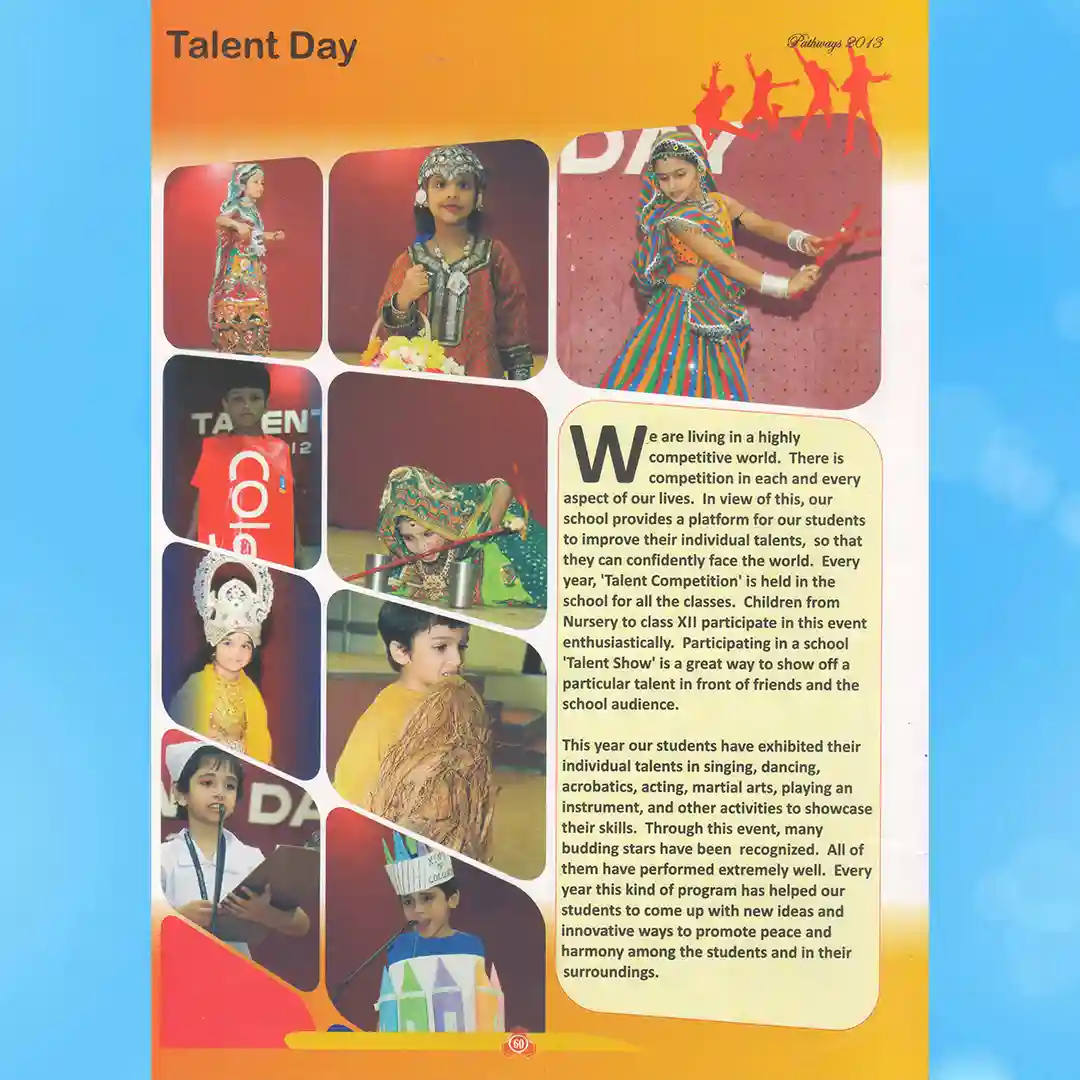 Talent Day
Pathways 2013
DAY
TALENT
We are living in a highly
competitive world. There is
competition in each and every
aspect of our lives. In view of this, our
school provides a platform for our students
to improve their individual talents, so that
they can confidently face the world. Every
year, 'Talent Competition' is held in the
school for all the classes. Children from
Nursery to class XII participate in this event
enthusiastically. Participating in a school
'Talent Show' is a great way to show off a
particular talent in front of friends and the
school audience.
This year our students have exhibited their
individual talents in singing, dancing,
acrobatics, acting, martial arts, playing an
instrument, and other activities to showcase
their skills. Through this event, many
budding stars have been recognized. All of
them have performed extremely well. Every
year this kind of program has helped our
students to come up with new ideas and
innovative ways to promote peace and
harmony among the students and in their
surroundings.
60